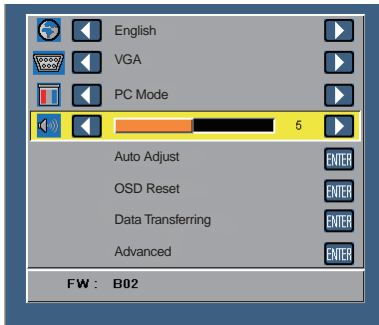 English
VGA
PC Mode
5
Auto Adjust ENTER
OSD Reset ENTER
Data Transferring ENTER
Advanced ENTER
FW : B02